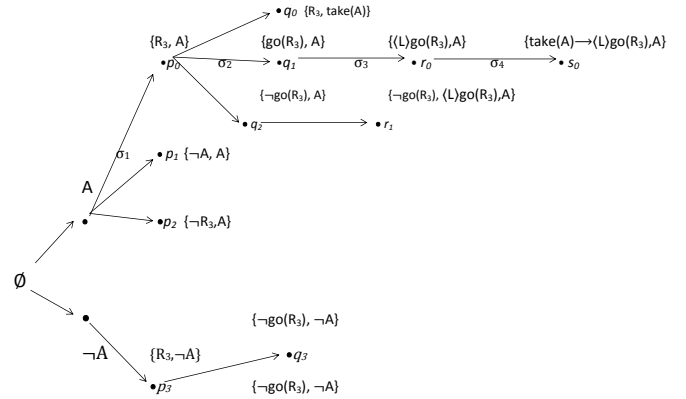 q₀ {R₃, take(A)}
{R₃, A} {go(R₃), A} {⟨L⟩go(R₃),A} {take(A)→⟨L⟩go(R₃),A}
p₀ σ₂ q₁ σ₃ r₀ σ₄ s₀
{¬go(R₃), A} {¬go(R₃), ⟨L⟩go(R₃),A}
q₂ r₁
σ₁ p₁ {¬A, A}
A
p₂ {¬R₃,A}
Ø
{¬go(R₃), ¬A}
¬A {R₃,¬A} q₃
p₃ {¬go(R₃), ¬A}